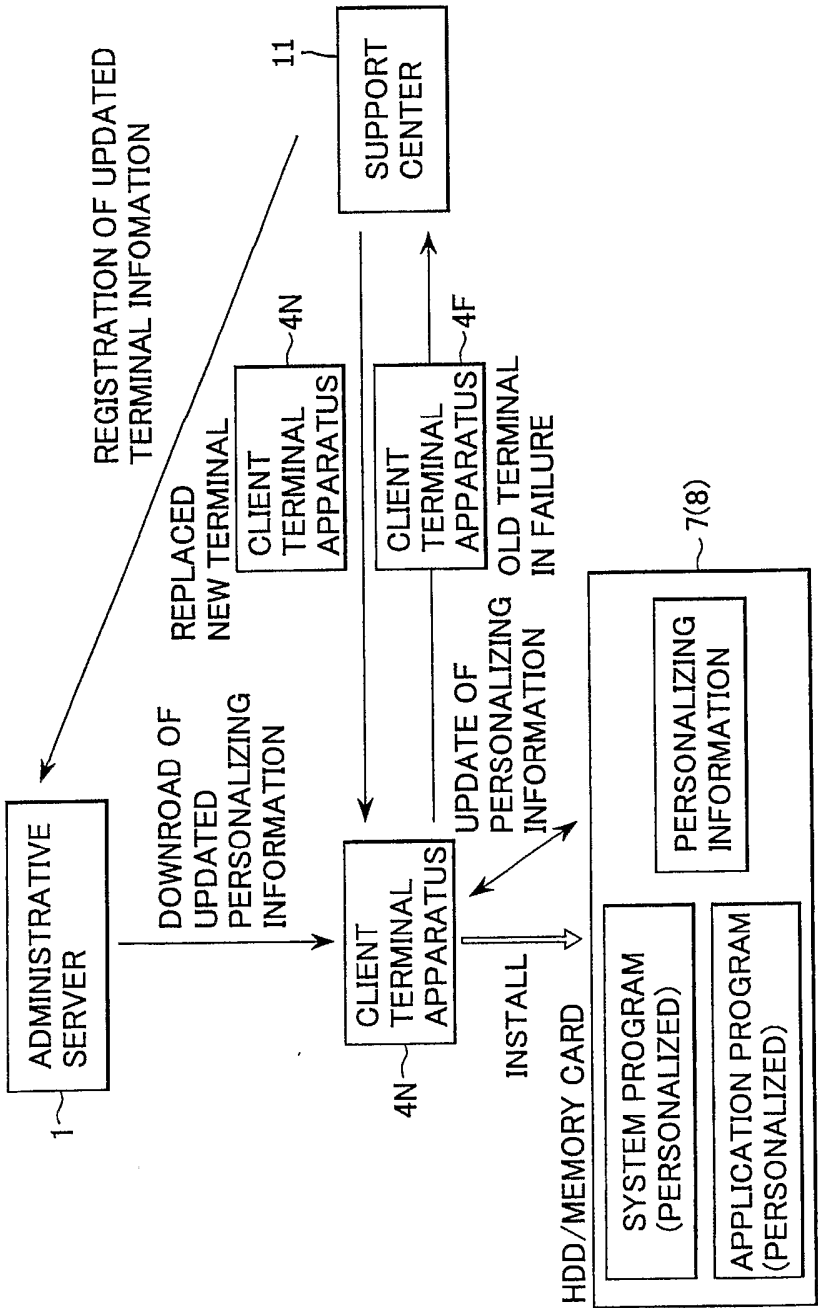 ADMINISTRATIVE
SERVER
1
REGISTRATION OF UPDATED
TERMINAL INFOMATION
DOWNROAD OF
UPDATED
PERSONALIZING
INFORMATION
REPLACED
NEW TERMINAL
CLIENT
TERMINAL
APPARATUS
4N
11
SUPPORT
CENTER
CLIENT
TERMINAL
APPARATUS
4N
CLIENT
TERMINAL
APPARATUS
4F
OLD TERMINAL
IN FAILURE
UPDATE OF
PERSONALIZING
INFORMATION
INSTALL
HDD/MEMORY CARD
7(8)
SYSTEM PROGRAM
(PERSONALIZED)
PERSONALIZING
INFORMATION
APPLICATION PROGRAM
(PERSONALIZED)